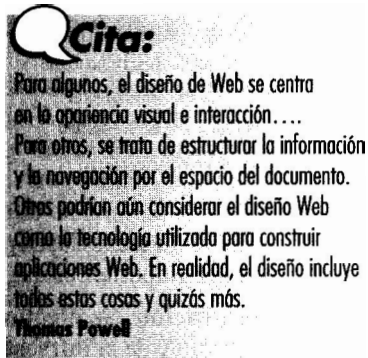 Cita:
Para algunos, el diseño de Web se centra
en la apariencia visual e interacción....
Para otros, se trata de estructurar la información
y la navegación por el espacio del documento.
Otros podrían aún considerar el diseño Web
como la tecnología utilizada para construir
aplicaciones Web. En realidad, el diseño incluye
todas estas cosas y quizás más.
Thomas Powell